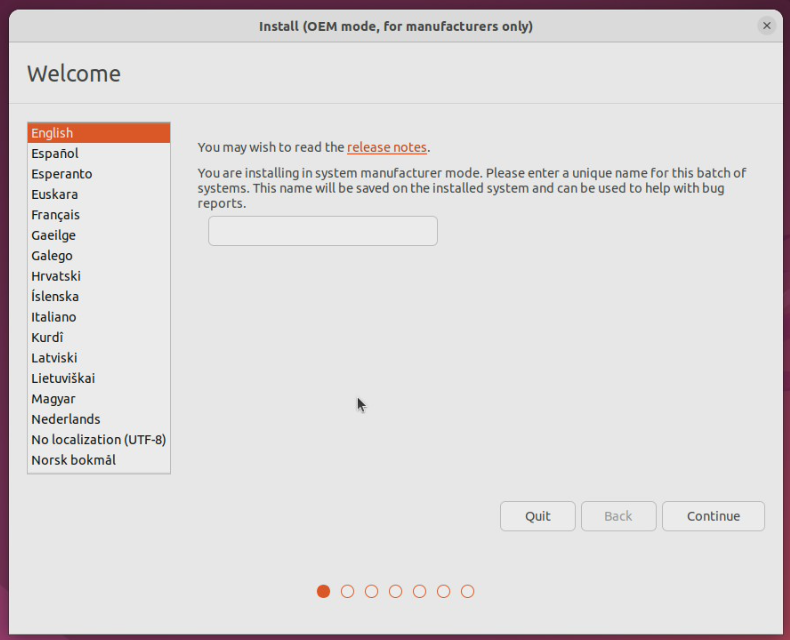 Install (OEM mode, for manufacturers only)
Welcome
English
Español
Esperanto
Euskara
Français
Gaeilge
Galego
Hrvatski
Íslenska
Italiano
Kurdî
Latviski
Lietuviškai
Magyar
Nederlands
No localization (UTF-8)
Norsk bokmål
You may wish to read the release notes.
You are installing in system manufacturer mode. Please enter a unique name for this batch of
systems. This name will be saved on the installed system and can be used to help with bug
reports.
Quit
Back
Continue